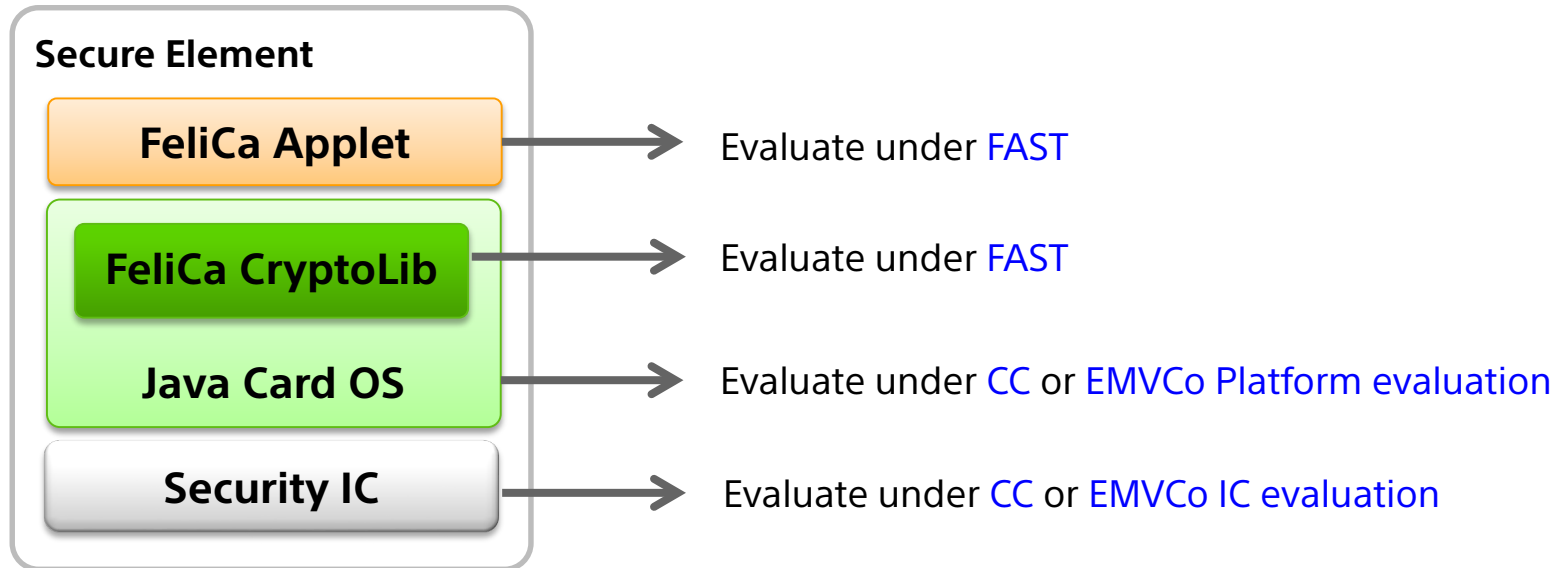 Secure Element
FeliCa Applet
Evaluate under FAST
FeliCa CryptoLib
Evaluate under FAST
Java Card OS
Evaluate under CC or EMVCo Platform evaluation
Security IC
Evaluate under CC or EMVCo IC evaluation